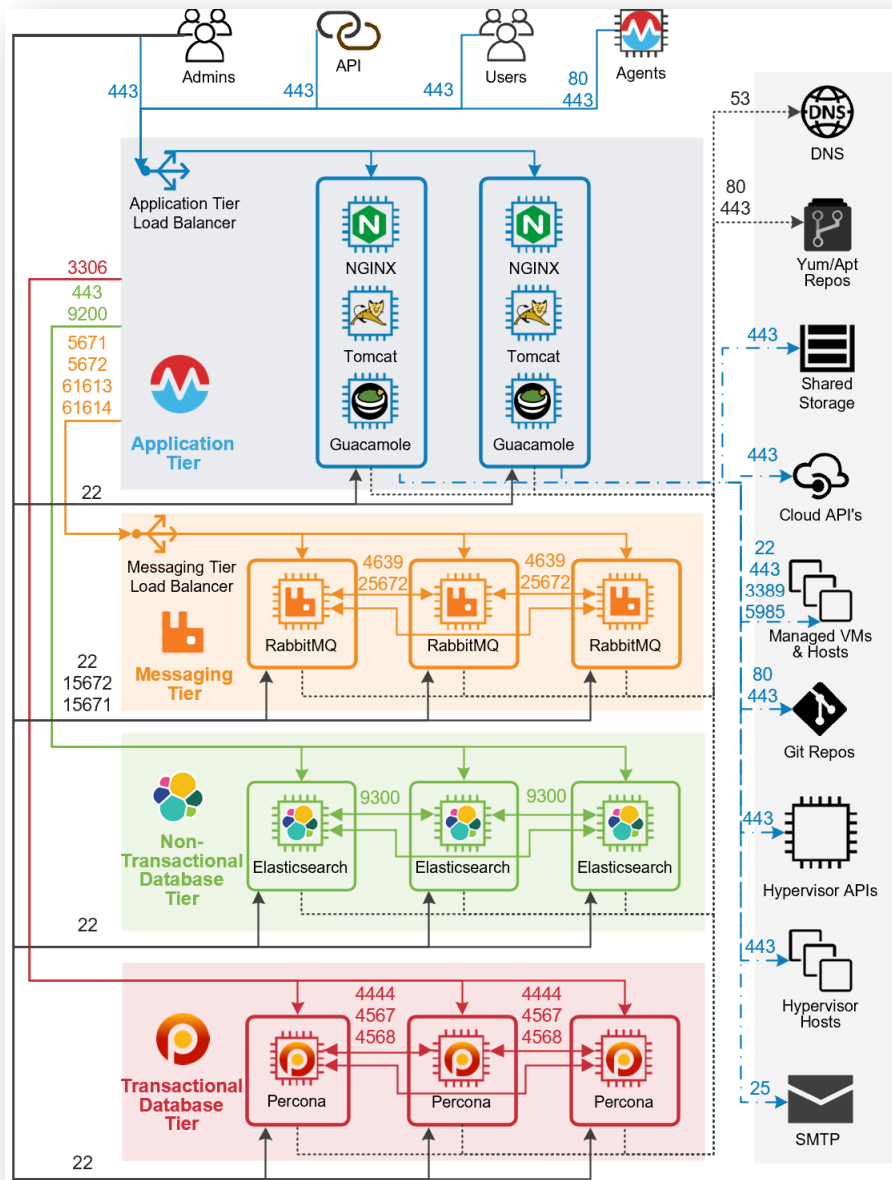 Admins
API
Users
Agents
443
443
443
80
443
53
DNS
DNS
80
443
Yum/Apt
Repos
Application Tier
Load Balancer
N
NGINX
N
NGINX
Tomcat
Tomcat
Guacamole
Guacamole
3306
443
9200
5671
5672
61613
61614
Application
Tier
22
443
Shared
Storage
443
Cloud API's
Messaging Tier
Load Balancer
4639
25672
4639
25672
RabbitMQ
RabbitMQ
RabbitMQ
Messaging
Tier
22
15672
15671
22
443
3389
5985
Managed VMs
& Hosts
80
443
Git Repos
Non-
Transactional
Database
Tier
9300
9300
Elasticsearch
Elasticsearch
Elasticsearch
22
443
Hypervisor APIs
443
Hypervisor
Hosts
Transactional
Database
Tier
4444
4567
4568
4444
4567
4568
Percona
Percona
Percona
22
25
SMTP